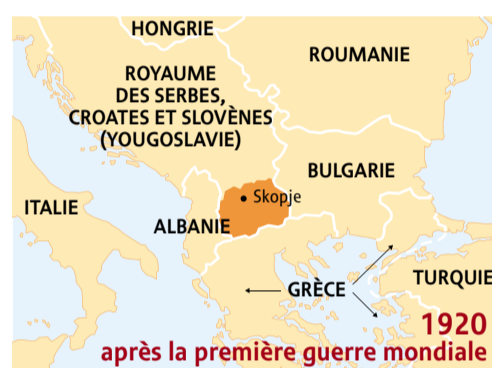 HONGRIE
ROUMANIE
ROYAUME
DES SERBES,
CROATES ET SLOVÈNES
(YOUGOSLAVIE)
BULGARIE
Skopje
ITALIE
ALBANIE
TURQUIE
GRÈCE
1920
après la première guerre mondiale